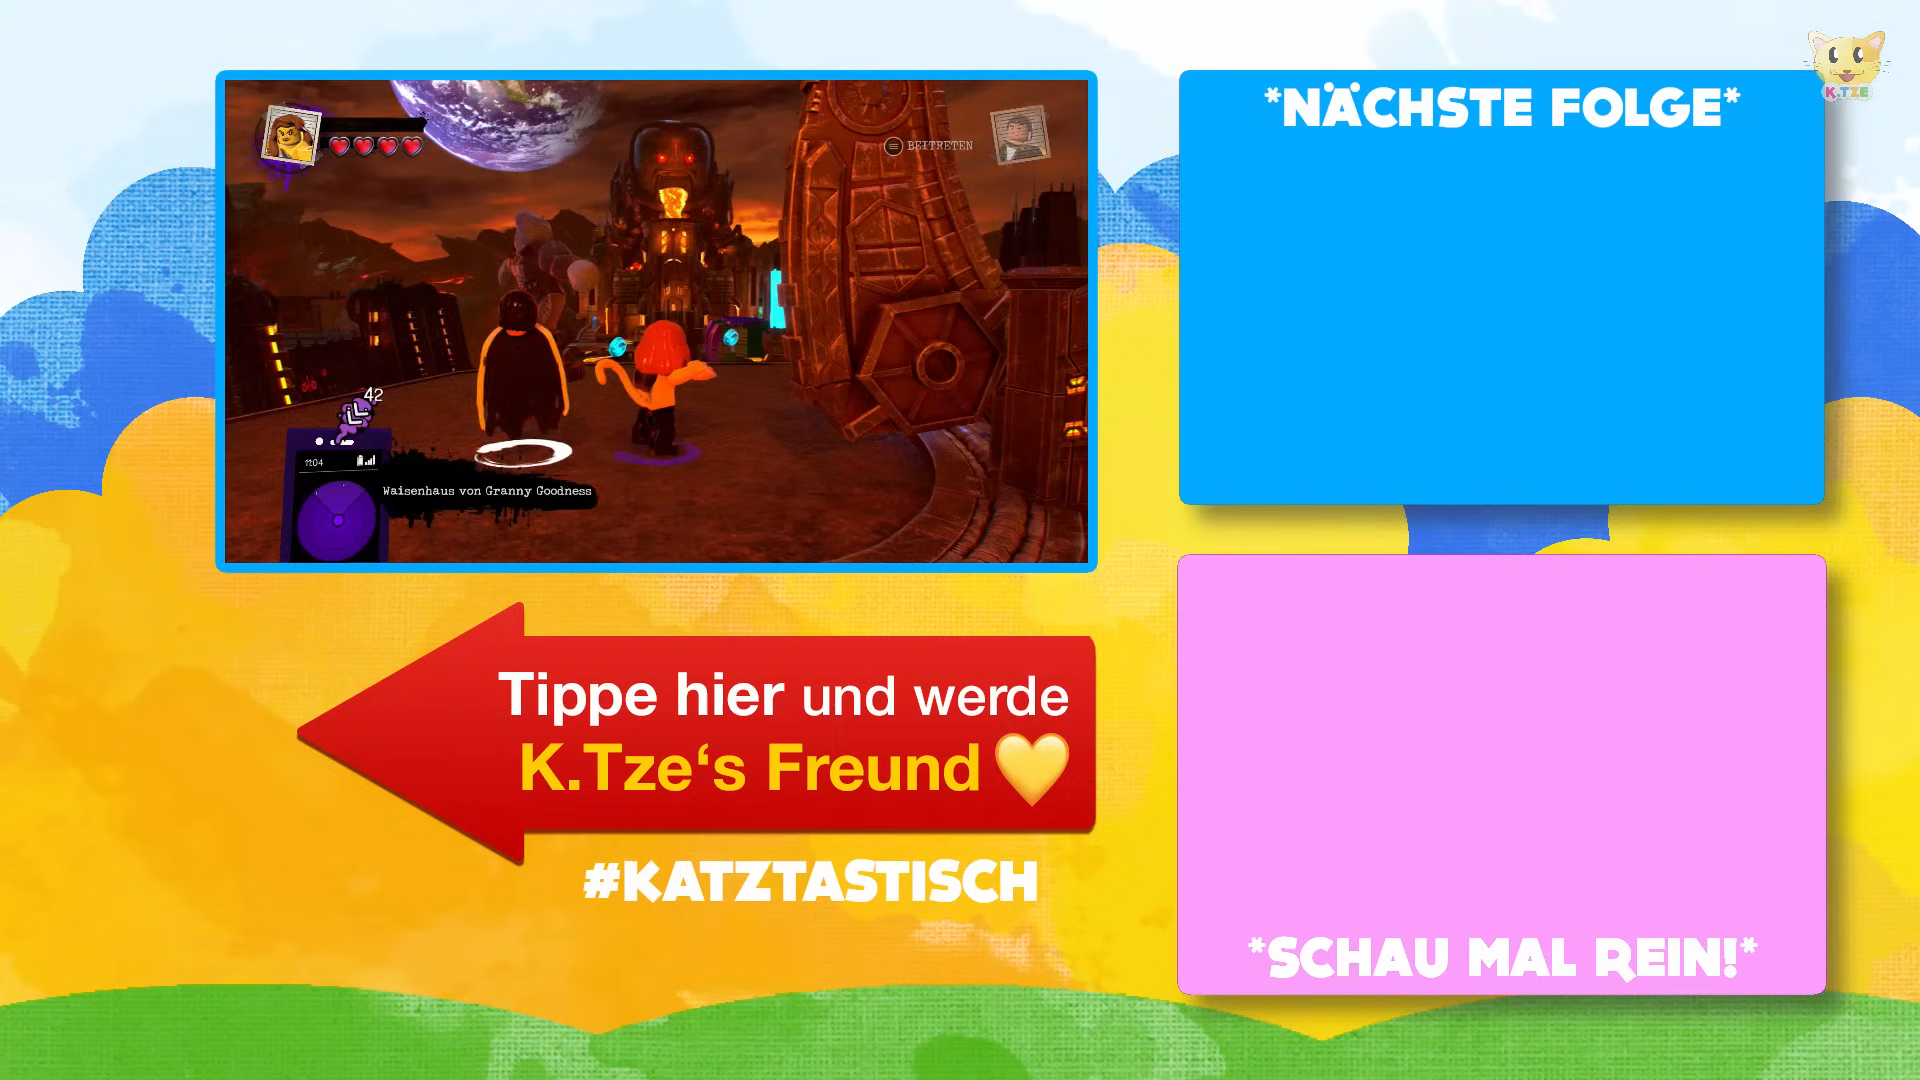 *NÄCHSTE FOLGE*
K.TZE
BEITRETEN
42
11:04
Waisenhaus von Granny Goodness
Tippe hier und werde
K.Tze‘s Freund
#KATZTASTISCH
*SCHAU MAL REIN!*